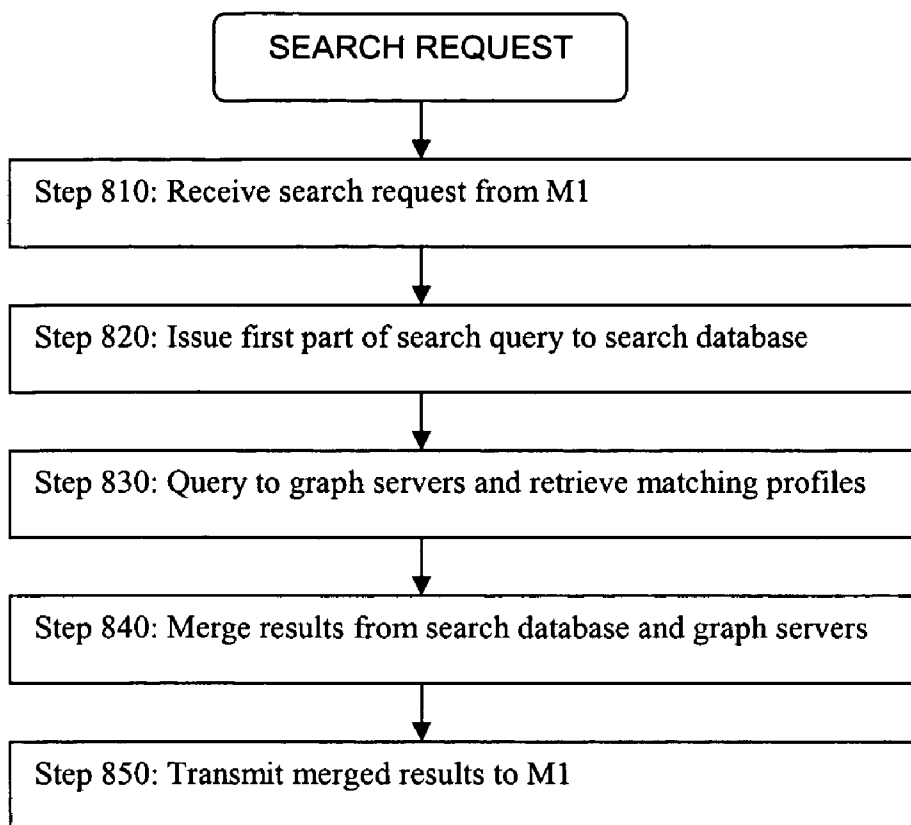 SEARCH REQUEST
Step 810: Receive search request from M1
Step 820: Issue first part of search query to search database
Step 830: Query to graph servers and retrieve matching profiles
Step 840: Merge results from search database and graph servers
Step 850: Transmit merged results to M1